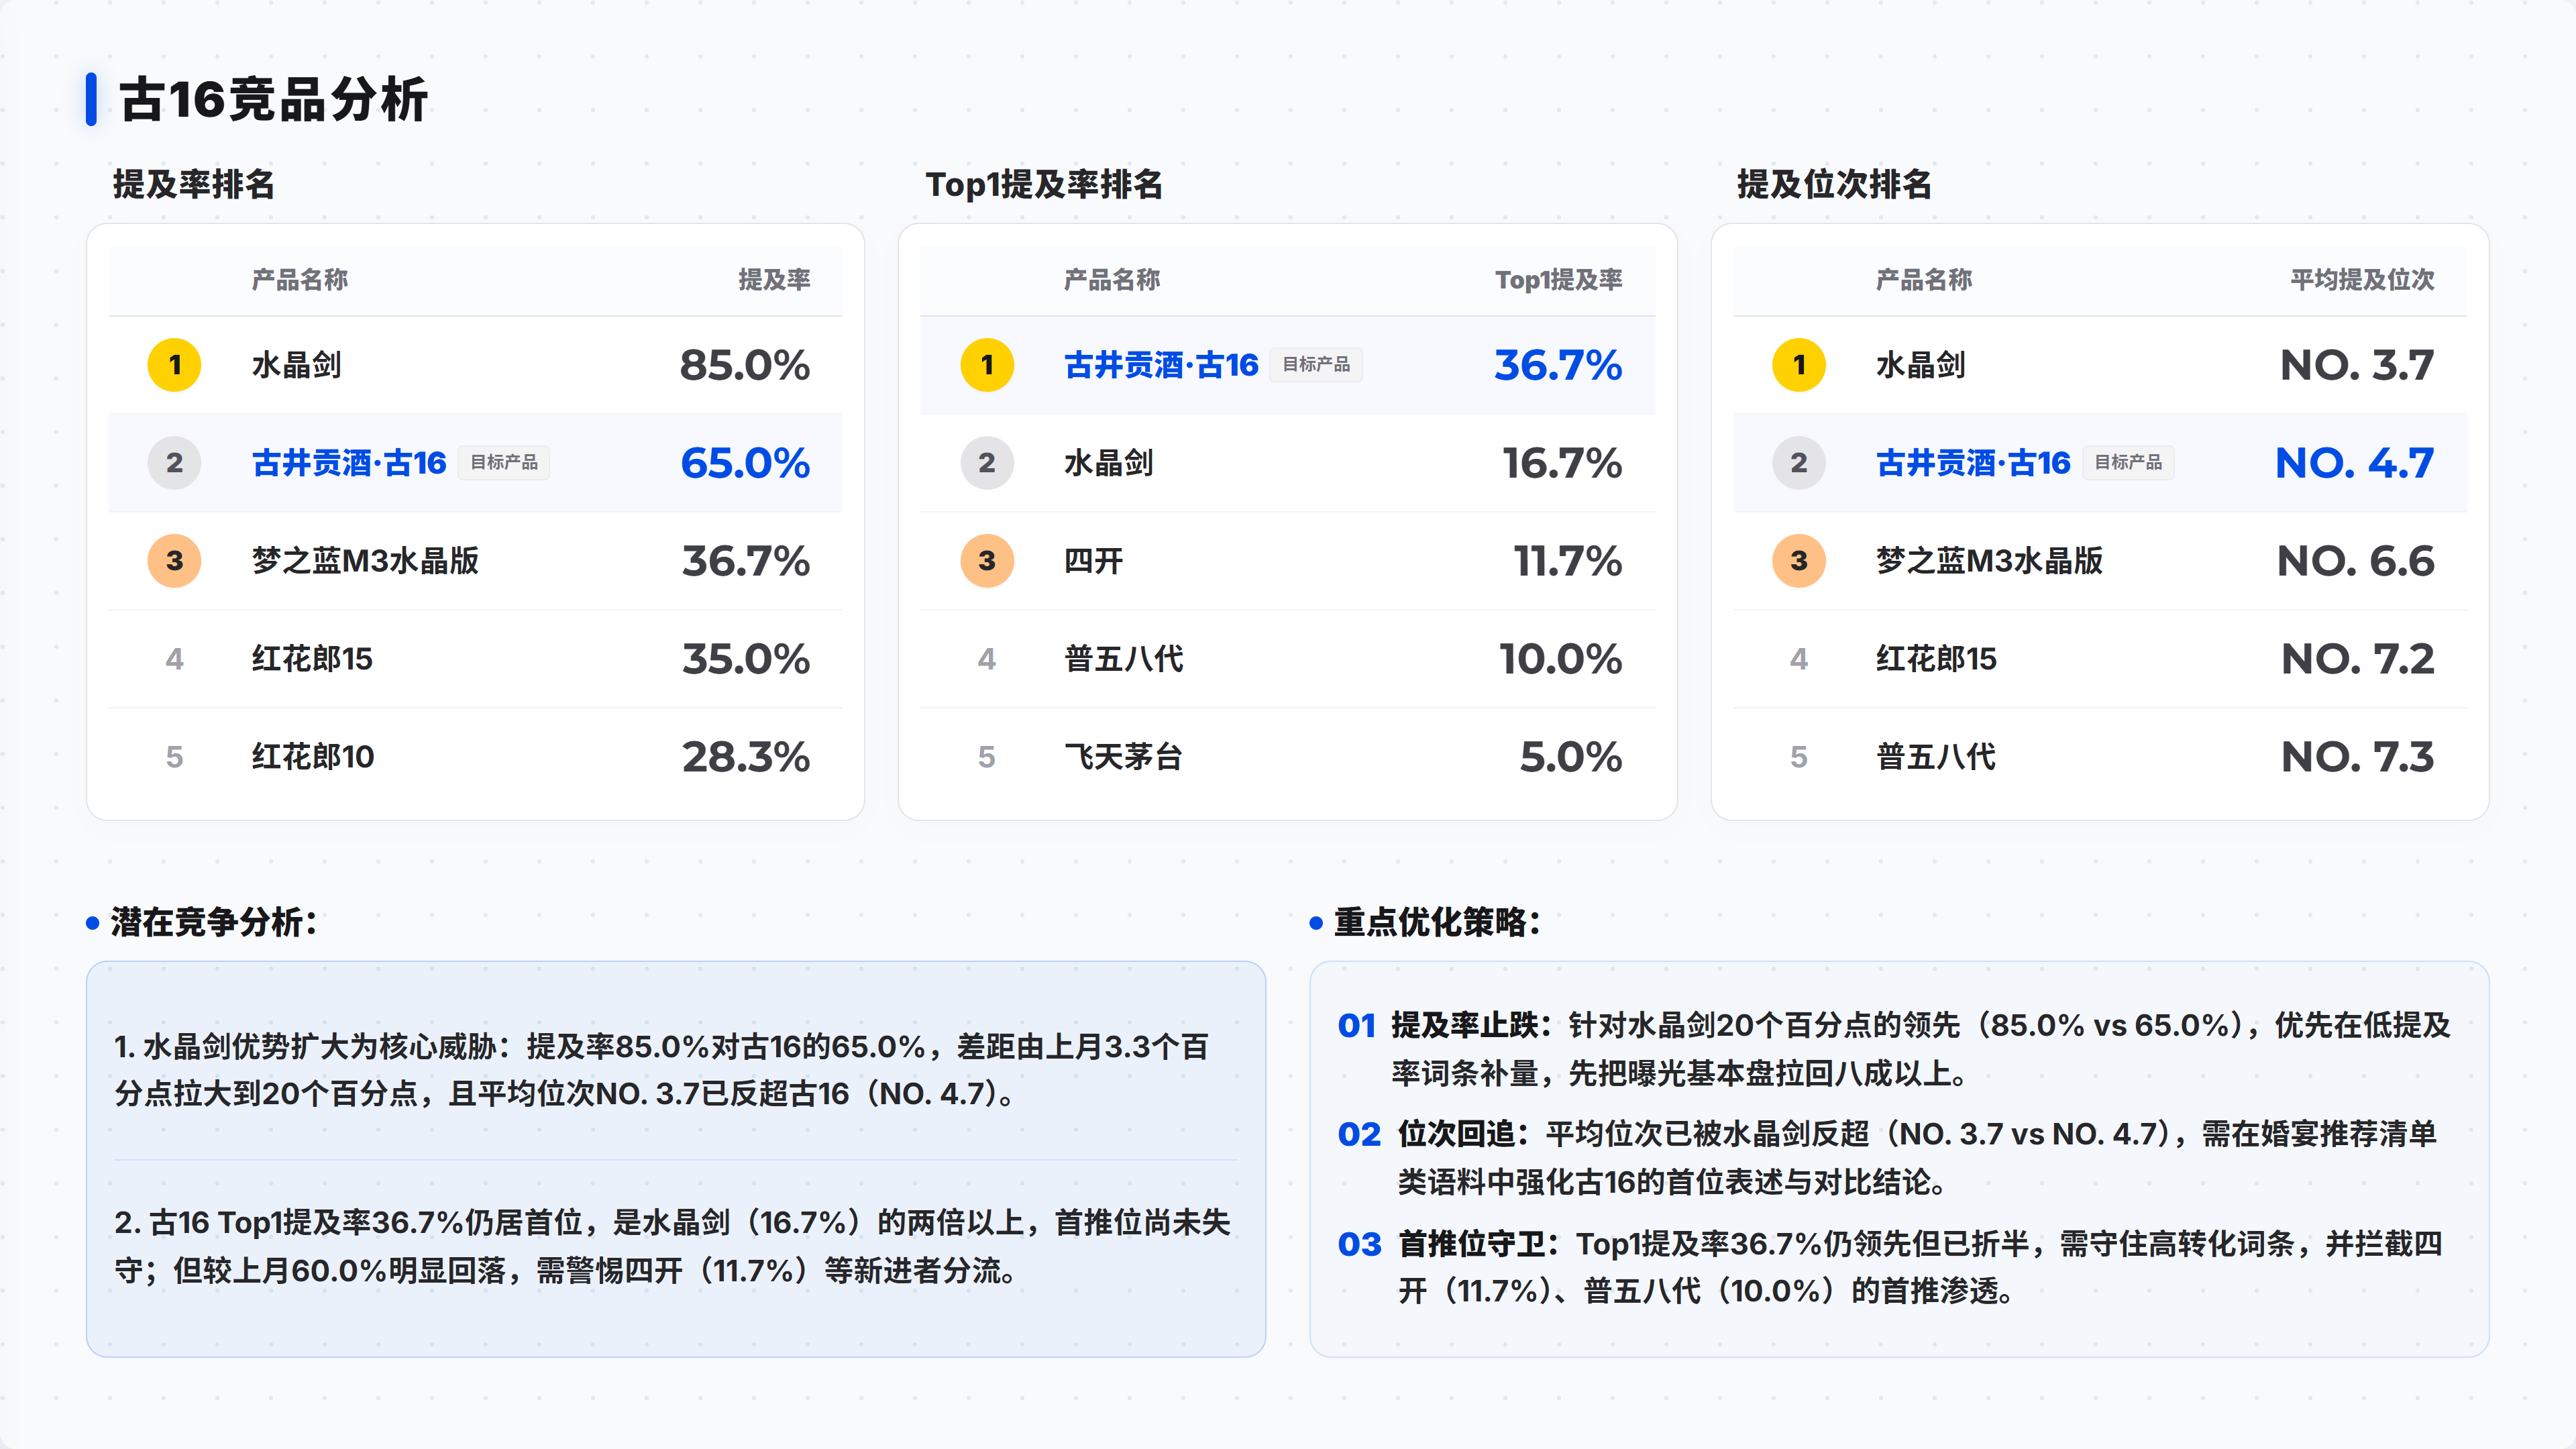 古16竞品分析
提及率排名
产品名称 提及率
1 水晶剑 85.0%
2 古井贡酒·古16 目标产品 65.0%
3 梦之蓝M3水晶版 36.7%
4 红花郎15 35.0%
5 红花郎10 28.3%
Top1提及率排名
产品名称 Top1提及率
1 古井贡酒·古16 目标产品 36.7%
2 水晶剑 16.7%
3 四开 11.7%
4 普五八代 10.0%
5 飞天茅台 5.0%
提及位次排名
产品名称 平均提及位次
1 水晶剑 NO. 3.7
2 古井贡酒·古16 目标产品 NO. 4.7
3 梦之蓝M3水晶版 NO. 6.6
4 红花郎15 NO. 7.2
5 普五八代 NO. 7.3
潜在竞争分析：
1. 水晶剑优势扩大为核心威胁：提及率85.0%对古16的65.0%，差距由上月3.3个百
分点拉大到20个百分点，且平均位次NO. 3.7已反超古16（NO. 4.7）。
2. 古16 Top1提及率36.7%仍居首位，是水晶剑（16.7%）的两倍以上，首推位尚未失
守；但较上月60.0%明显回落，需警惕四开（11.7%）等新进者分流。
重点优化策略：
01 提及率止跌：针对水晶剑20个百分点的领先（85.0% vs 65.0%），优先在低提及
率词条补量，先把曝光基本盘拉回八成以上。
02 位次回追：平均位次已被水晶剑反超（NO. 3.7 vs NO. 4.7），需在婚宴推荐清单
类语料中强化古16的首位表述与对比结论。
03 首推位守卫：Top1提及率36.7%仍领先但已折半，需守住高转化词条，并拦截四
开（11.7%）、普五八代（10.0%）的首推渗透。